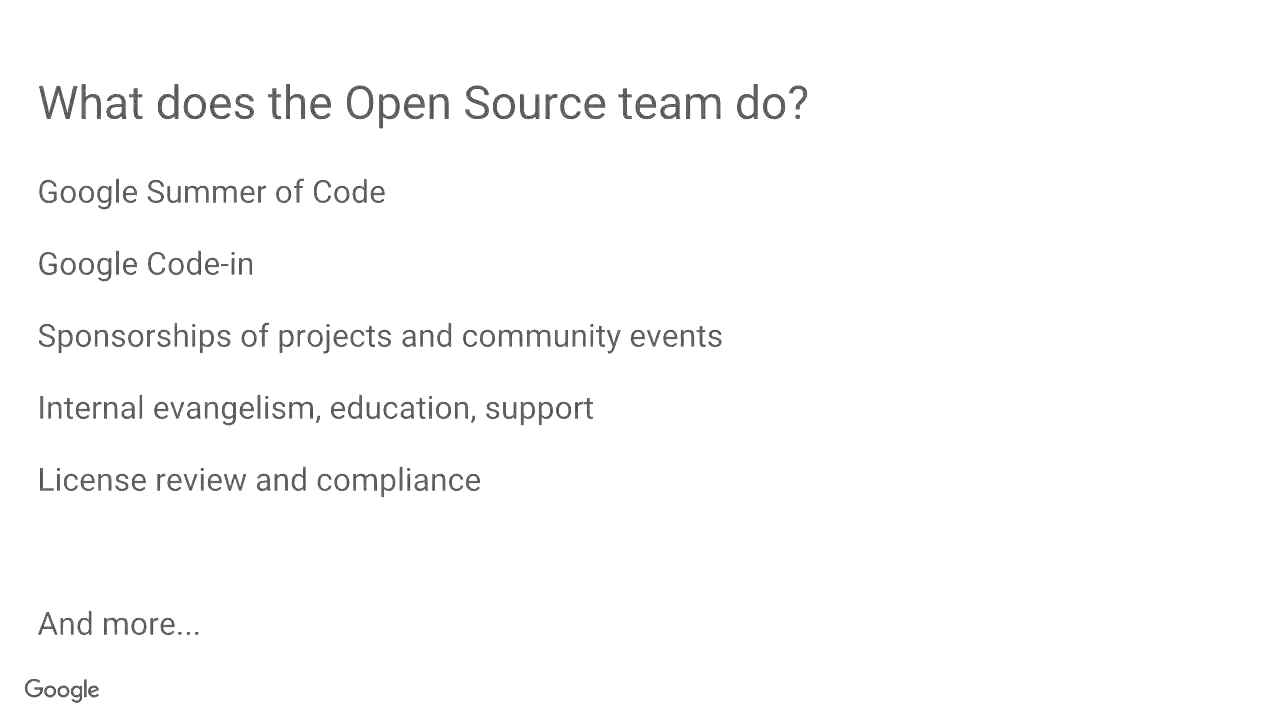 What does the Open Source team do?
Google Summer of Code
Google Code-in
Sponsorships of projects and community events
Internal evangelism, education, support
License review and compliance
And more...
Google